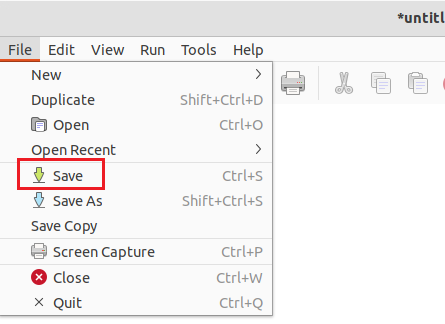 *untitl
File Edit View Run Tools Help
New
Duplicate Shift+Ctrl+D
Open Ctrl+O
Open Recent
Save Ctrl+S
Save As Shift+Ctrl+S
Save Copy
Screen Capture Ctrl+P
Close Ctrl+W
Quit Ctrl+Q